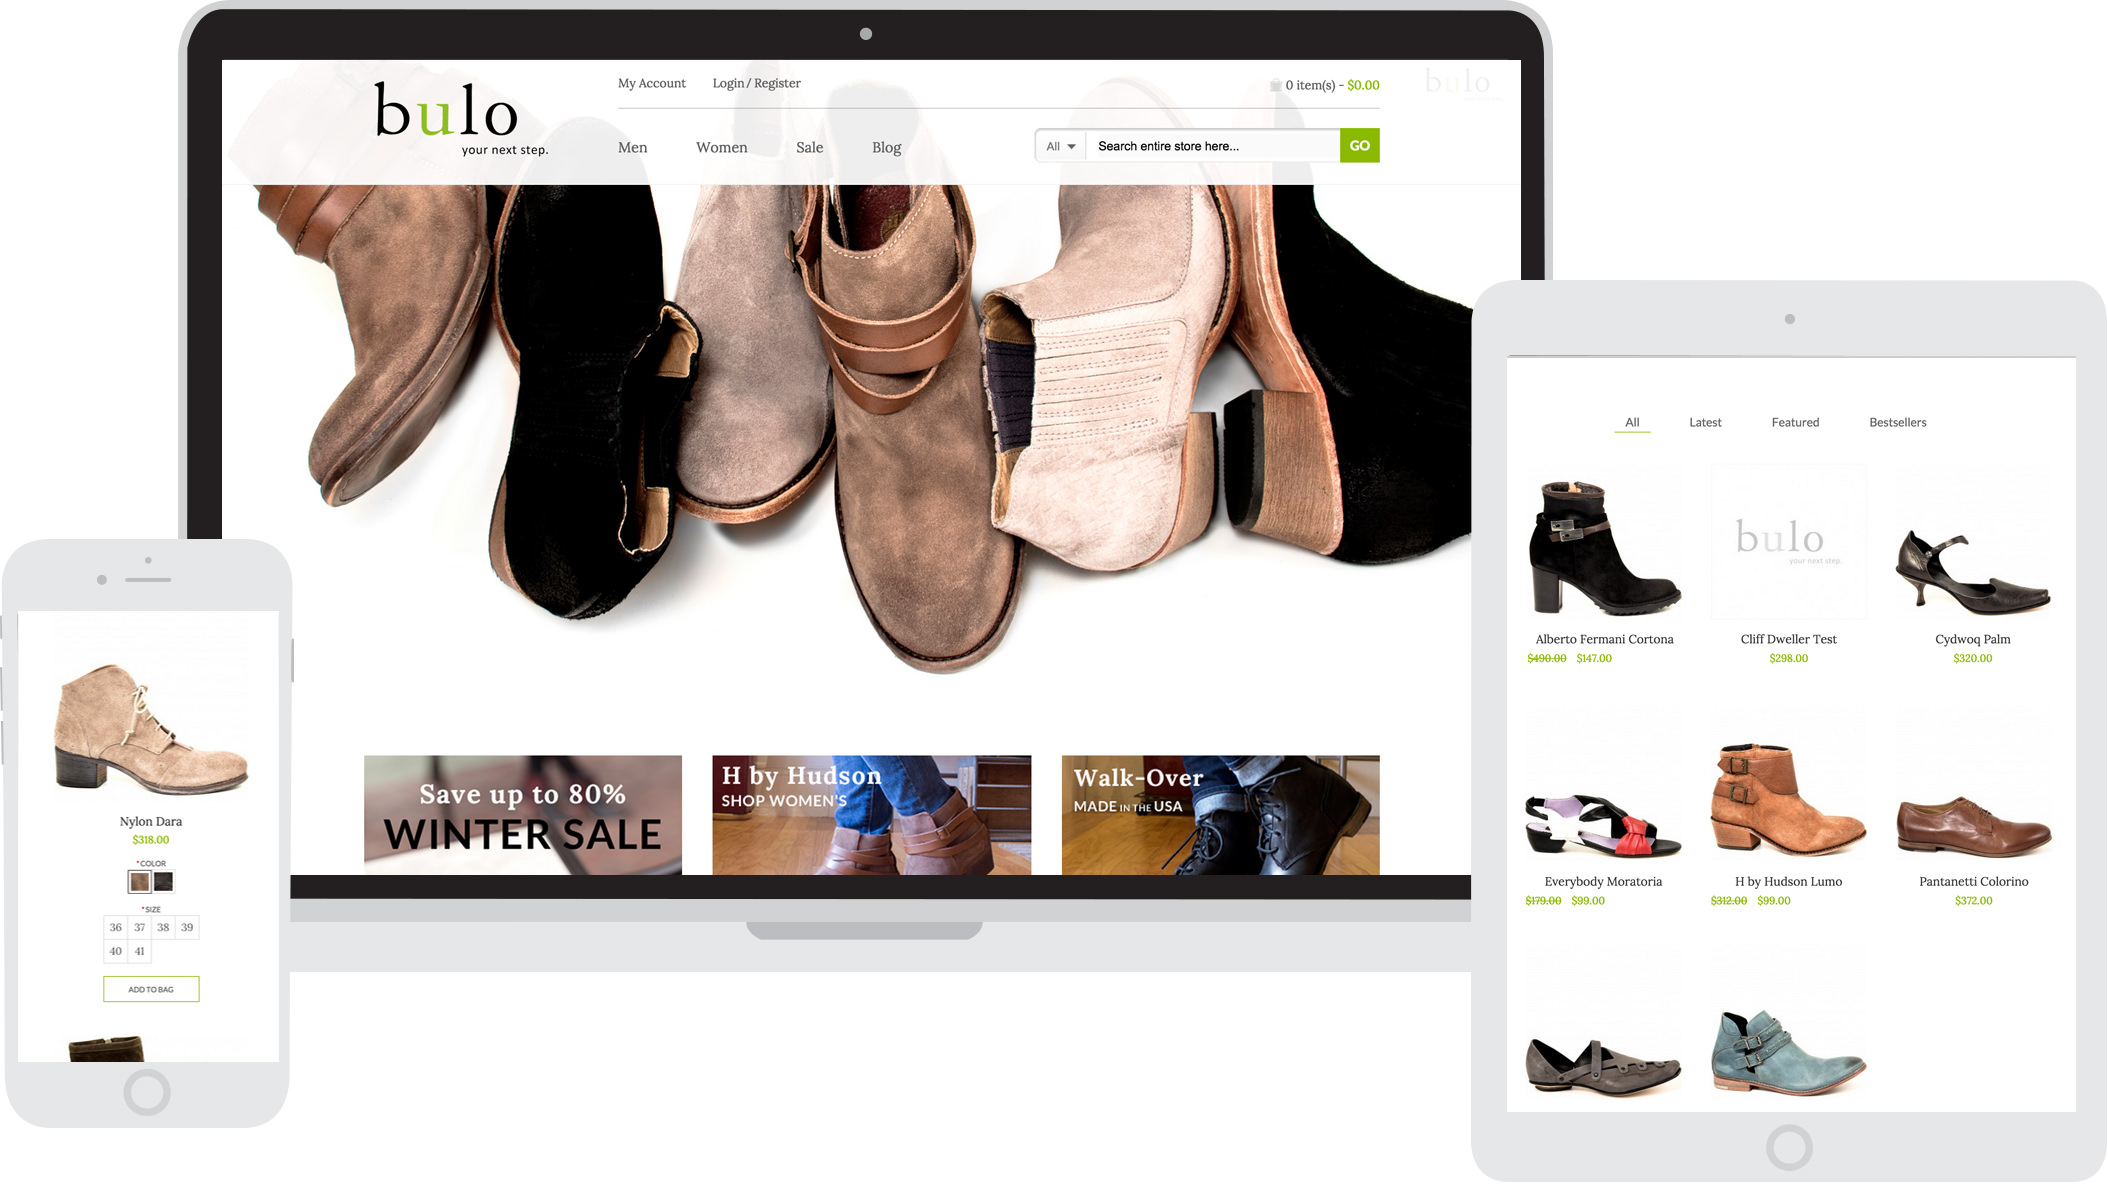 My Account Login / Register
0 item(s) - $0.00
bulo
bulo
your next step.
Men Women Sale Blog
All Search entire store here... GO
Save up to 80%
WINTER SALE
H by Hudson
SHOP WOMEN'S
Walk-Over
MADE IN THE USA
Nylon Dara
$318.00
*COLOR
*SIZE
36 37 38 39
40 41
ADD TO BAG
All Latest Featured Bestsellers
bulo
your next step.
Alberto Fermani Cortona Cliff Dweller Test Cydwoq Palm
$490.00 $147.00 $298.00 $320.00
Everybody Moratoria H by Hudson Lumo Pantanetti Colorino
$179.00 $99.00 $312.00 $99.00 $372.00